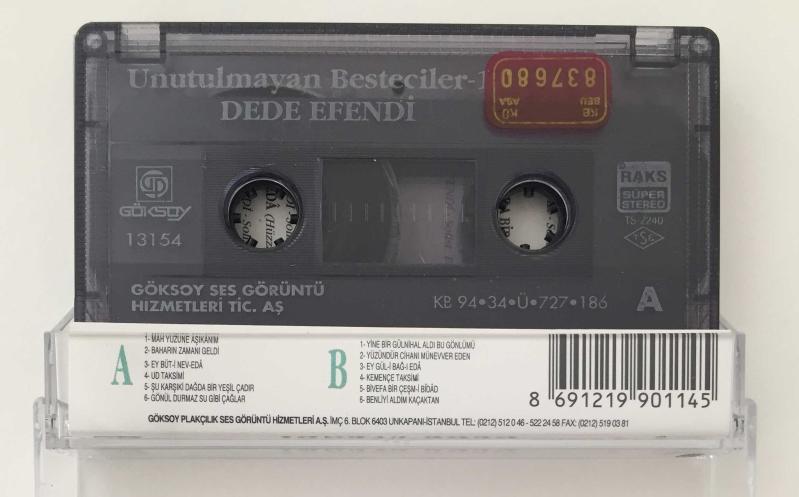 Unutulmayan Besteciler-1
DEDE EFENDİ
KB
BEU
KÜ
ASA
837680
GÖKSOY
13154
RAKS
SÜPER
STEREO
TS-2240
TSE
GÖKSOY SES GÖRÜNTÜ
HİZMETLERİ TİC. AŞ
KB 94•34•Ü•727•186
A
A
1- MAH YÜZÜNE AŞIKANIM
2- BAHARIN ZAMANI GELDİ
3- EY BÜT-İ NEV-EDÂ
4- UD TAKSİMİ
5- ŞU KARŞIKİ DAĞDA BİR YEŞİL ÇADIR
6- GÖNÜL DURMAZ SU GİBİ ÇAĞLAR
B
1- YİNE BİR GÜLNİHAL ALDI BU GÖNLÜMÜ
2- YÜZÜNDÜR CİHANI MÜNEVVER EDEN
3- EY GÜL-İ BAĞ-I EDÂ
4- KEMENÇE TAKSİMİ
5- BİVEFA BİR ÇEŞM-İ BİDÂD
6- BENLİYİ ALDIM KAÇAKTAN
8 691219 901145
GÖKSOY PLAKÇILIK SES GÖRÜNTÜ HİZMETLERİ A.Ş. İMÇ 6. BLOK 6403 UNKAPANI-İSTANBUL TEL: (0212) 512 0 46 - 522 24 58 FAX: (0212) 519 03 81